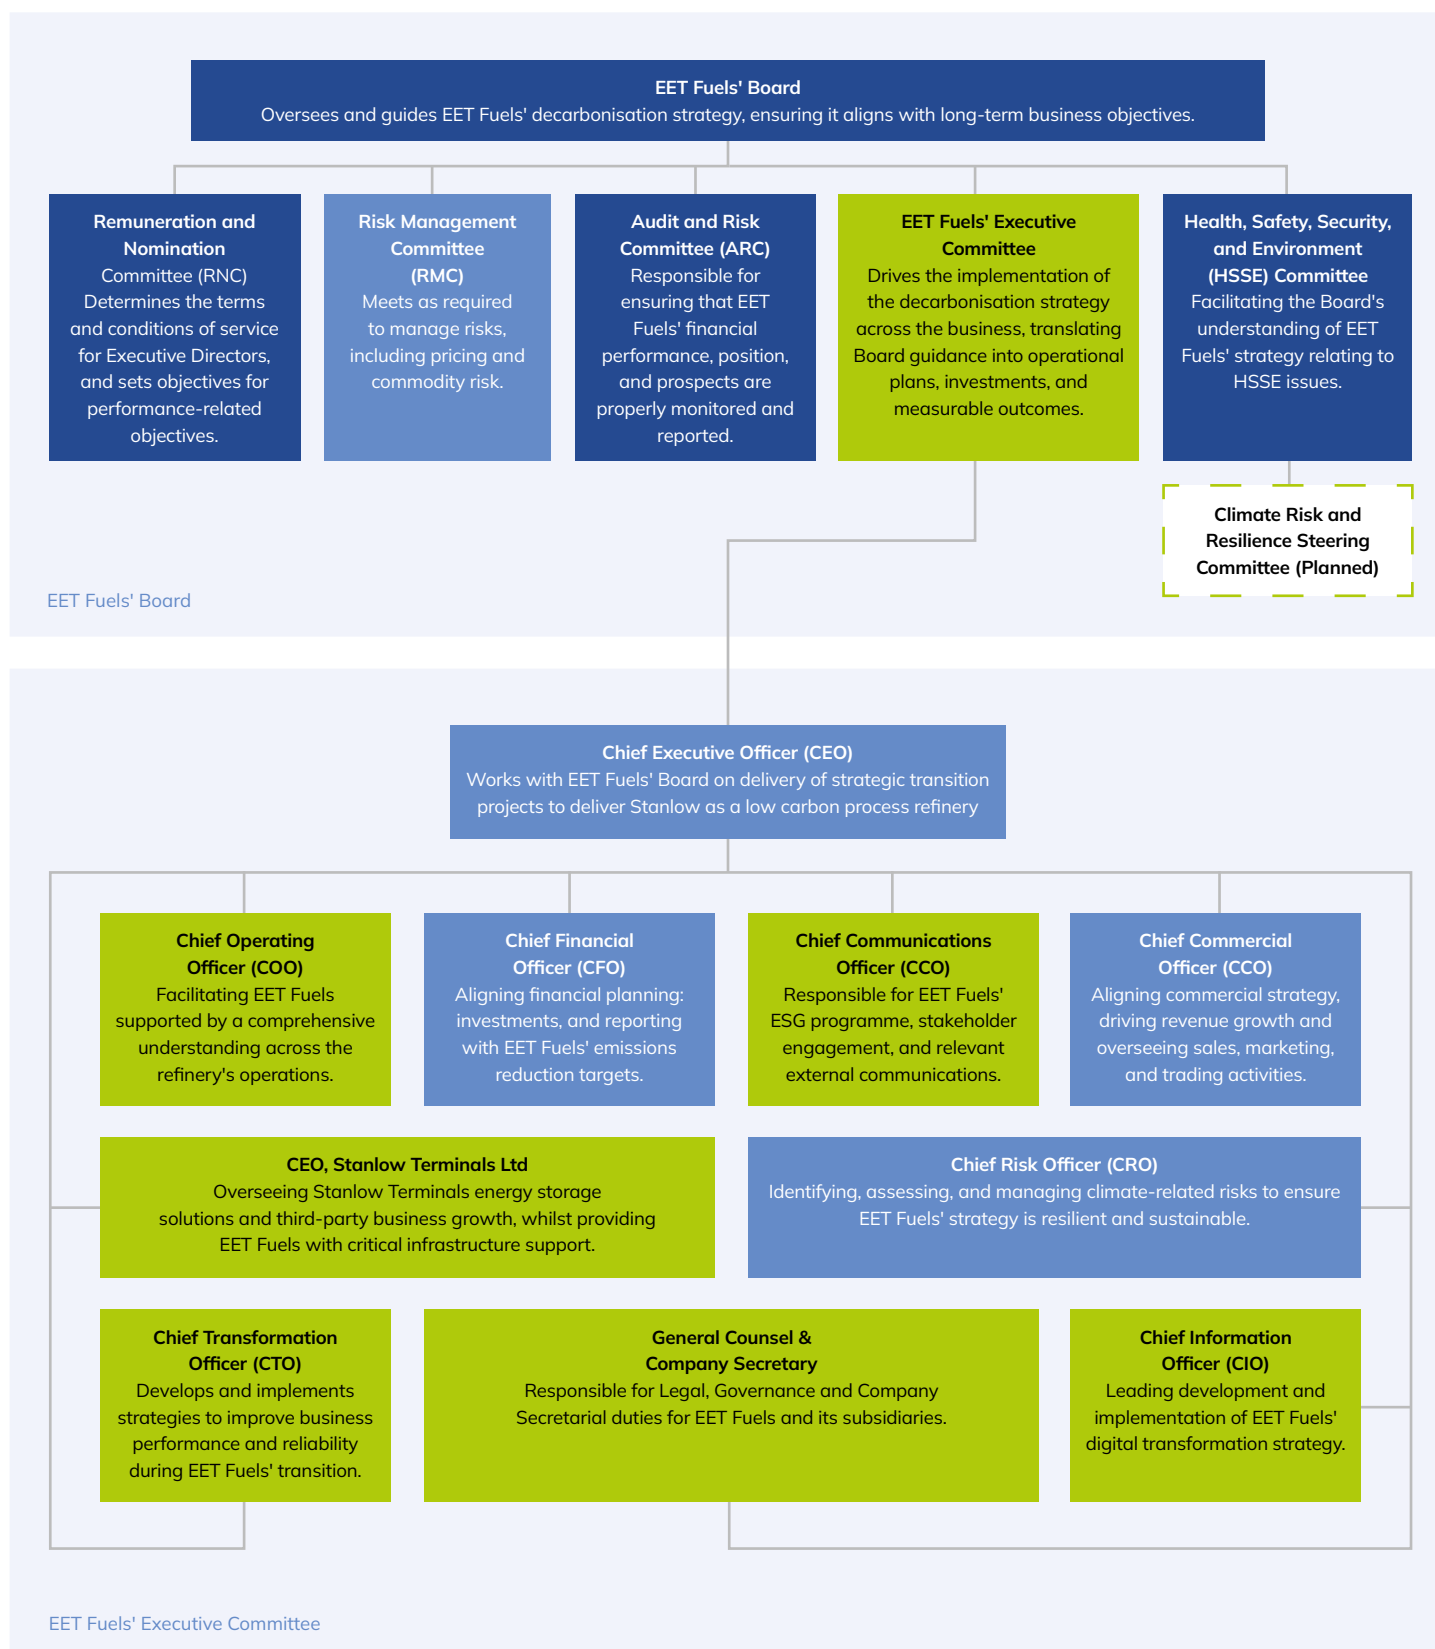 EET Fuels' Board
Oversees and guides EET Fuels' decarbonisation strategy, ensuring it aligns with long-term business objectives.
Remuneration and
Nomination
Committee (RNC)
Determines the terms
and conditions of service
for Executive Directors,
and sets objectives for
performance-related
objectives.
Risk Management
Committee
(RMC)
Meets as required
to manage risks,
including pricing and
commodity risk.
Audit and Risk
Committee (ARC)
Responsible for
ensuring that EET
Fuels' financial
performance, position,
and prospects are
properly monitored and
reported.
EET Fuels' Executive
Committee
Drives the implementation of
the decarbonisation strategy
across the business, translating
Board guidance into operational
plans, investments, and
measurable outcomes.
Health, Safety, Security,
and Environment
(HSSE) Committee
Facilitating the Board's
understanding of EET
Fuels' strategy relating to
HSSE issues.
Climate Risk and
Resilience Steering
Committee (Planned)
EET Fuels' Board
Chief Executive Officer (CEO)
Works with EET Fuels' Board on delivery of strategic transition
projects to deliver Stanlow as a low carbon process refinery
Chief Operating
Officer (COO)
Facilitating EET Fuels
supported by a comprehensive
understanding across the
refinery's operations.
Chief Financial
Officer (CFO)
Aligning financial planning:
investments, and reporting
with EET Fuels' emissions
reduction targets.
Chief Communications
Officer (CCO)
Responsible for EET Fuels'
ESG programme, stakeholder
engagement, and relevant
external communications.
Chief Commercial
Officer (CCO)
Aligning commercial strategy,
driving revenue growth and
overseeing sales, marketing,
and trading activities.
CEO, Stanlow Terminals Ltd
Overseeing Stanlow Terminals energy storage
solutions and third-party business growth, whilst providing
EET Fuels with critical infrastructure support.
Chief Risk Officer (CRO)
Identifying, assessing, and managing climate-related risks to ensure
EET Fuels' strategy is resilient and sustainable.
Chief Transformation
Officer (CTO)
Develops and implements
strategies to improve business
performance and reliability
during EET Fuels' transition.
General Counsel &
Company Secretary
Responsible for Legal, Governance and Company
Secretarial duties for EET Fuels and its subsidiaries.
Chief Information
Officer (CIO)
Leading development and
implementation of EET Fuels'
digital transformation strategy.
EET Fuels' Executive Committee